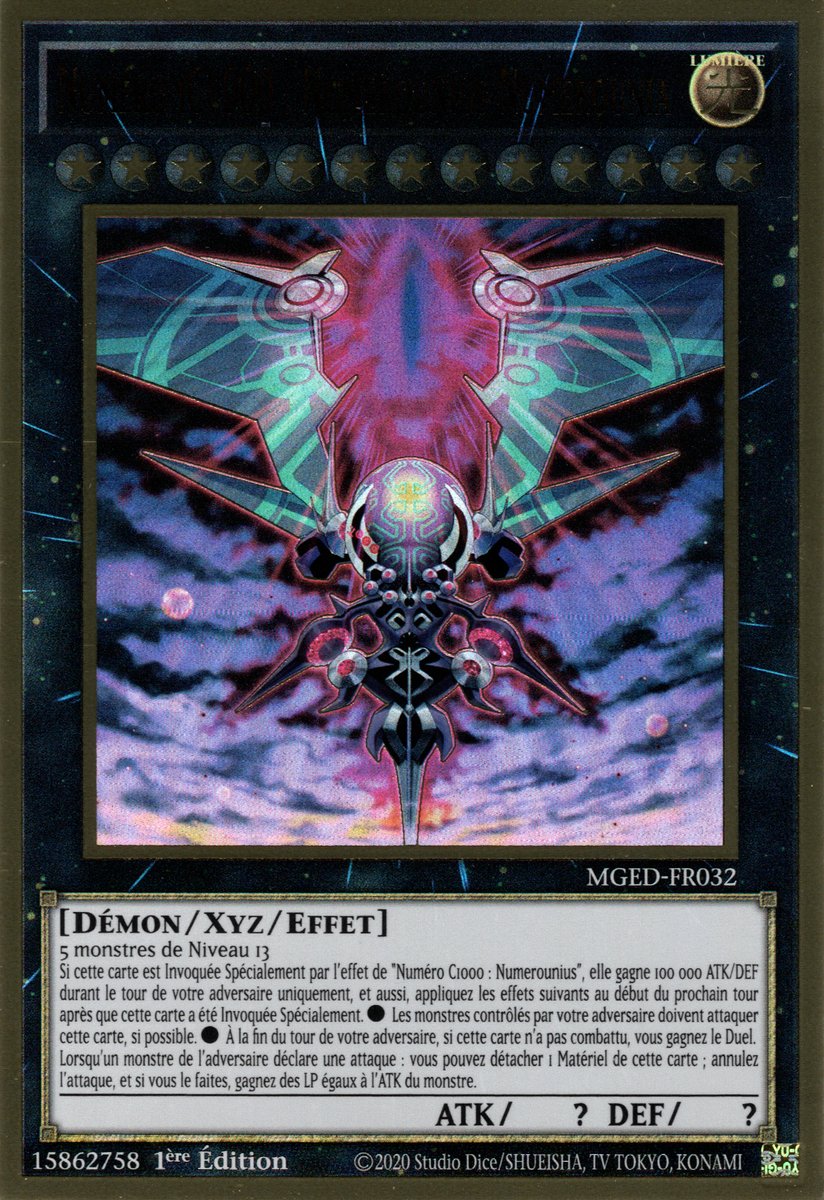 LUMIÈRE
光
MGED-FR032
[DÉMON/XYZ/EFFET]
5 monstres de Niveau 13
Si cette carte est Invoquée Spécialement par l'effet de "Numéro C1000 : Numerounius", elle gagne 100 000 ATK/DEF
durant le tour de votre adversaire uniquement, et aussi, appliquez les effets suivants au début du prochain tour
après que cette carte a été Invoquée Spécialement. ● Les monstres contrôlés par votre adversaire doivent attaquer
cette carte, si possible. ● À la fin du tour de votre adversaire, si cette carte n'a pas combattu, vous gagnez le Duel.
Lorsqu'un monstre de l'adversaire déclare une attaque : vous pouvez détacher 1 Matériel de cette carte ; annulez
l'attaque, et si vous le faites, gagnez des LP égaux à l'ATK du monstre.
ATK/ ? DEF/ ?
15862758 1ère Édition ©2020 Studio Dice/SHUEISHA, TV TOKYO, KONAMI